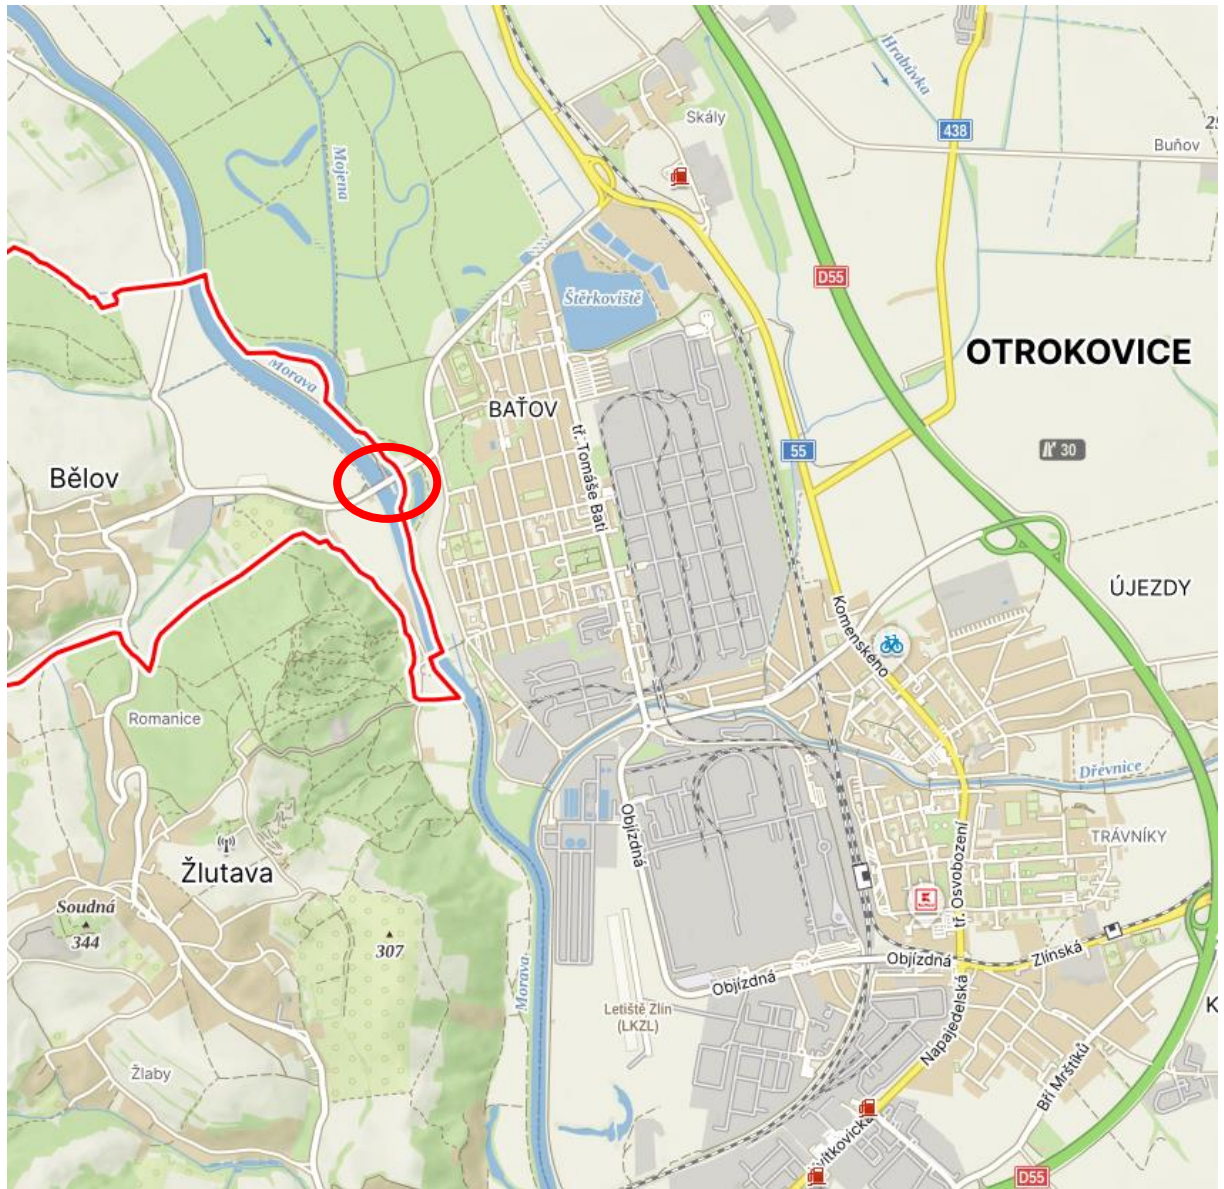 Hrabůvka
Skály
438
29
Buňov
Mojena
D55
Štěrkoviště
OTROKOVICE
Morava
BAŤOV
tř. Tomáše Bati
55
30
Bělov
ÚJEZDY
Komenského
Romanice
Dřevnice
Objízdná
tř. Osvobození
TRÁVNÍKY
Žlutava
Soudná
344
307
Morava
Zlínská
Objízdná
Objízdná
Letiště Zlín
(LKZL)
Napajedelská
K
Žlaby
Bří Mrštíků
vítkovická
D55